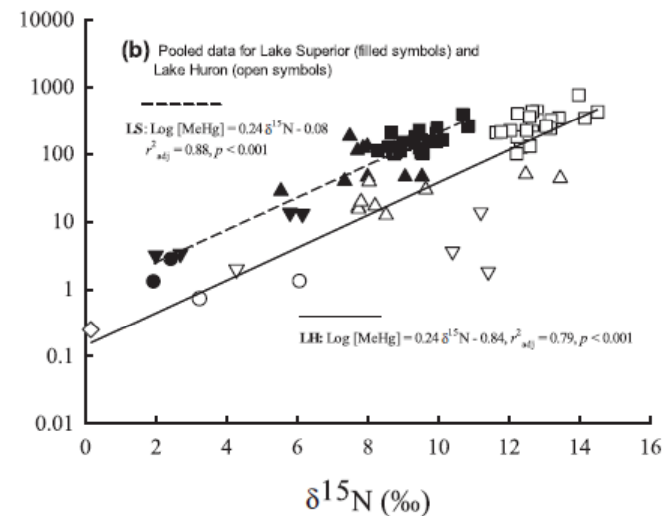 10000
1000
100
10
1
0.1
0.01
(b) Pooled data for Lake Superior (filled symbols) and
Lake Huron (open symbols)
LS: Log [MeHg] = 0.24 δ¹⁵N - 0.08
r²adj = 0.88, p < 0.001
LH: Log [MeHg] = 0.24 δ¹⁵N - 0.84, r²adj = 0.79, p < 0.001
0 2 4 6 8 10 12 14 16
δ¹⁵N (‰)